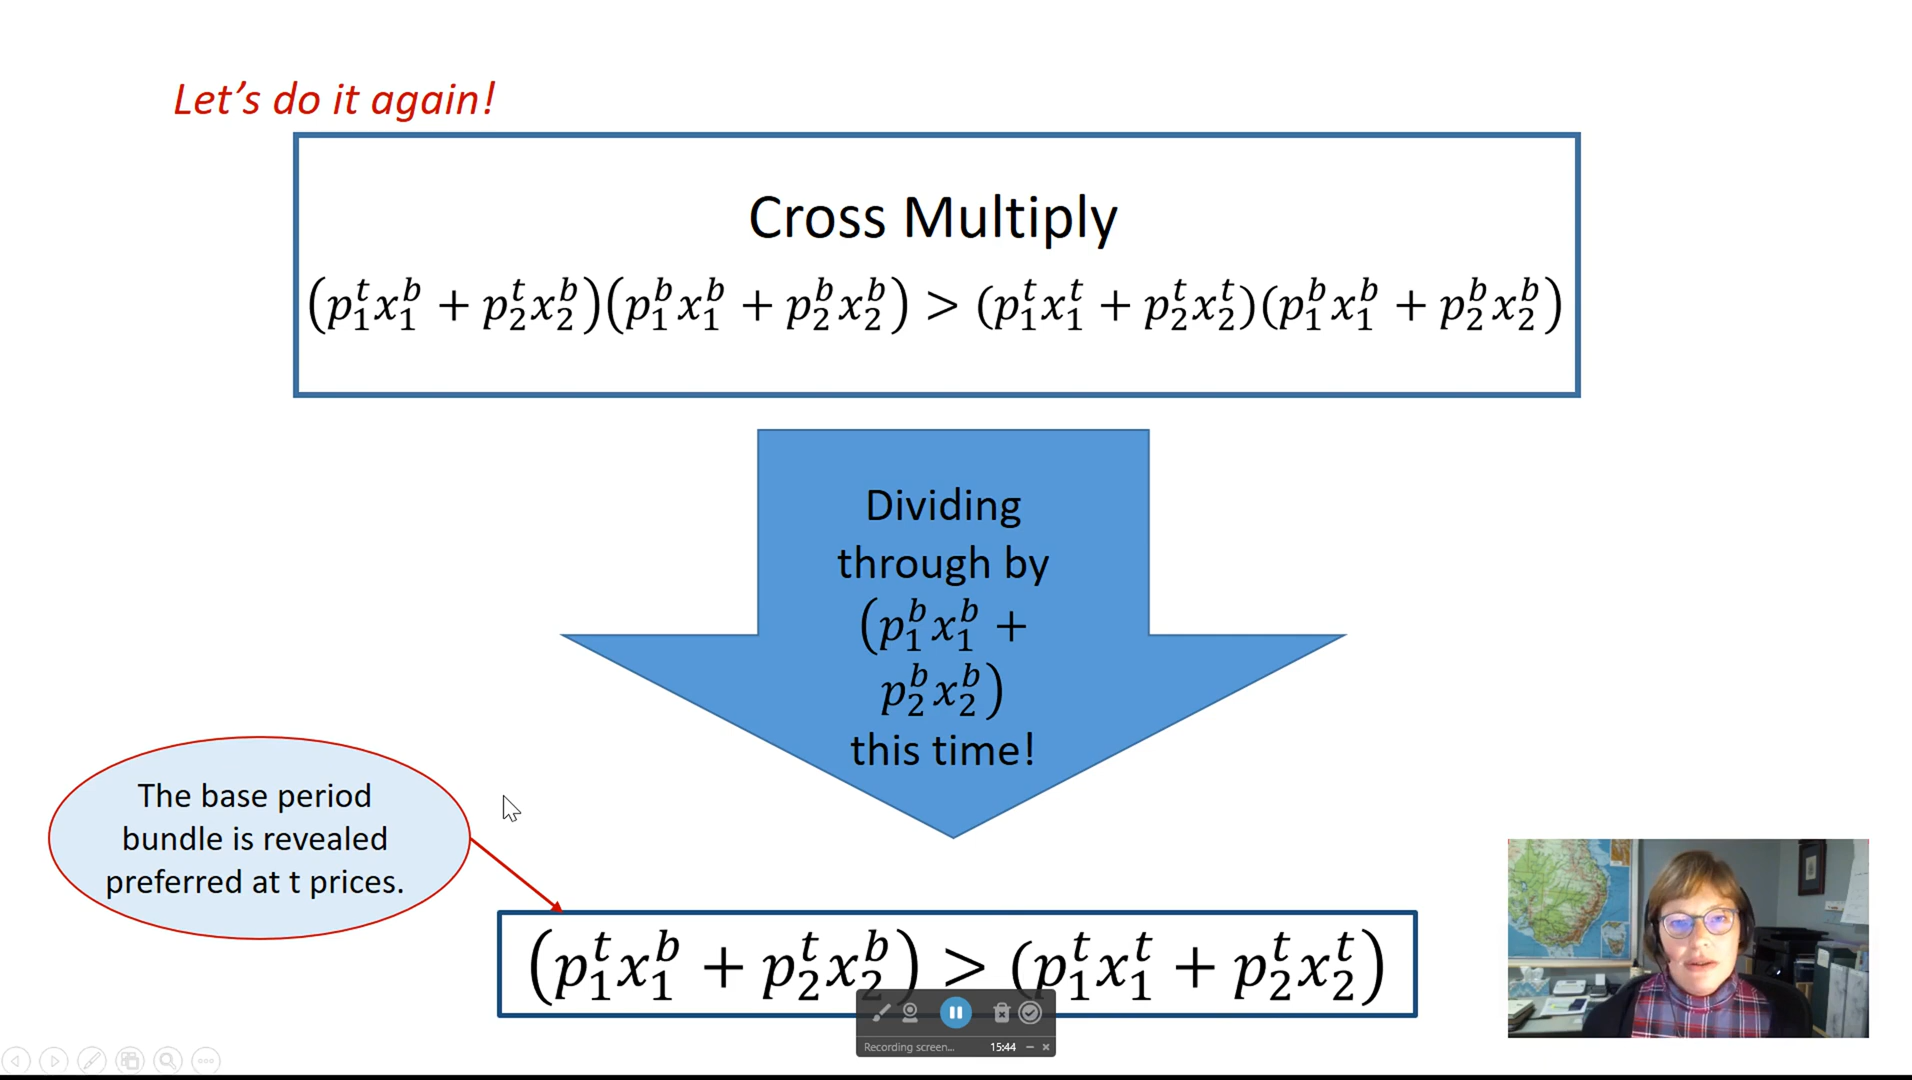 Let's do it again!
Cross Multiply
(p₁ᵗx₁ᵇ + p₂ᵗx₂ᵇ)(p₁ᵇx₁ᵇ + p₂ᵇx₂ᵇ) > (p₁ᵗx₁ᵗ + p₂ᵗx₂ᵗ)(p₁ᵇx₁ᵇ + p₂ᵇx₂ᵇ)
Dividing
through by
(p₁ᵇx₁ᵇ +
p₂ᵇx₂ᵇ)
this time!
The base period
bundle is revealed
preferred at t prices.
(p₁ᵗx₁ᵇ + p₂ᵗx₂ᵇ) > (p₁ᵗx₁ᵗ + p₂ᵗx₂ᵗ)
Recording screen... 15:44